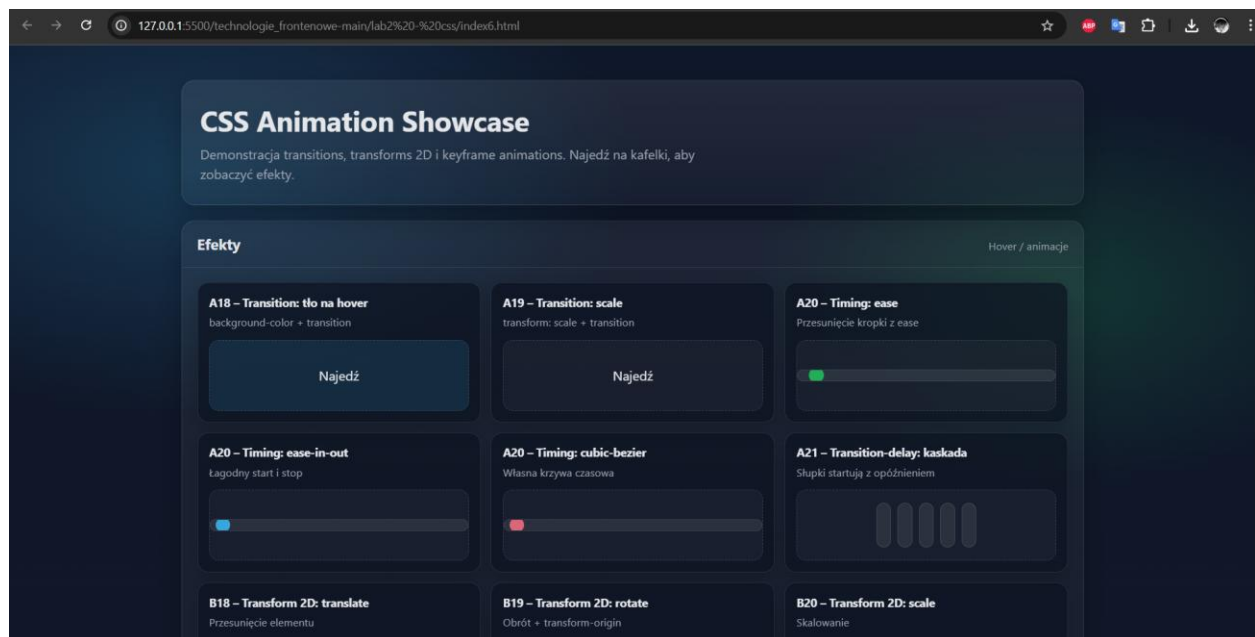 127.0.0.1:5500/technologie_frontenowe-main/lab2%20-%20css/index6.html
ABP
CSS Animation Showcase
Demonstracja transitions, transforms 2D i keyframe animations. Najedź na kafelki, aby
zobaczyć efekty.
Efekty
Hover / animacje
A18 – Transition: tło na hover
background-color + transition
Najedź
A19 – Transition: scale
transform: scale + transition
Najedź
A20 – Timing: ease
Przesunięcie kropki z ease
A20 – Timing: ease-in-out
Łagodny start i stop
A20 – Timing: cubic-bezier
Własna krzywa czasowa
A21 – Transition-delay: kaskada
Słupki startują z opóźnieniem
B18 – Transform 2D: translate
Przesunięcie elementu
B19 – Transform 2D: rotate
Obrót + transform-origin
B20 – Transform 2D: scale
Skalowanie